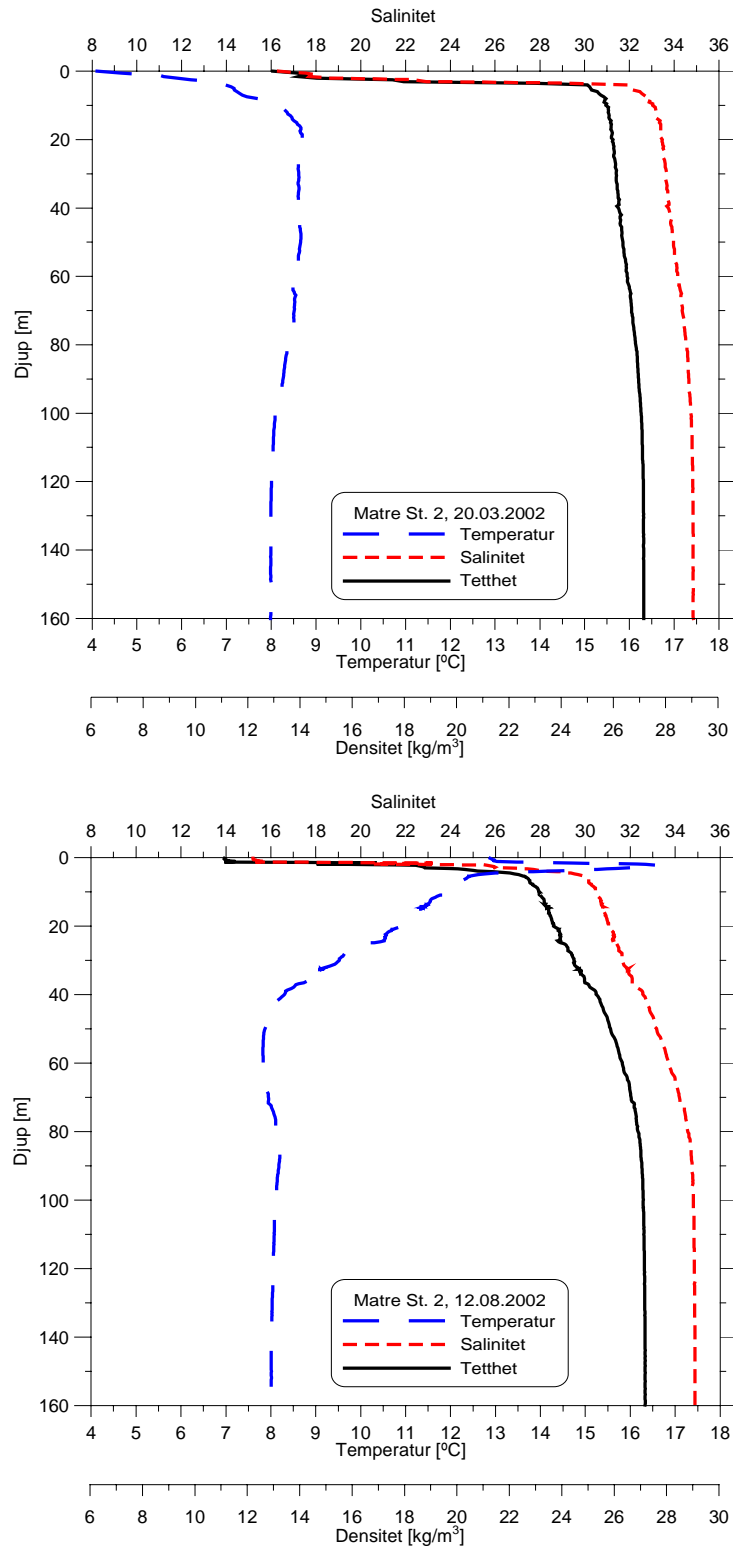 Salinitet
8 10 12 14 16 18 20 22 24 26 28 30 32 34 36
0
20
40
60
80
100
120
140
160
Djup [m]
Matre St. 2, 20.03.2002
Temperatur
Salinitet
Tetthet
4 5 6 7 8 9 10 11 12 13 14 15 16 17 18
Temperatur [ºC]
6 8 10 12 14 16 18 20 22 24 26 28 30
Densitet [kg/m³]
Salinitet
8 10 12 14 16 18 20 22 24 26 28 30 32 34 36
0
20
40
60
80
100
120
140
160
Djup [m]
Matre St. 2, 12.08.2002
Temperatur
Salinitet
Tetthet
4 5 6 7 8 9 10 11 12 13 14 15 16 17 18
Temperatur [ºC]
6 8 10 12 14 16 18 20 22 24 26 28 30
Densitet [kg/m³]